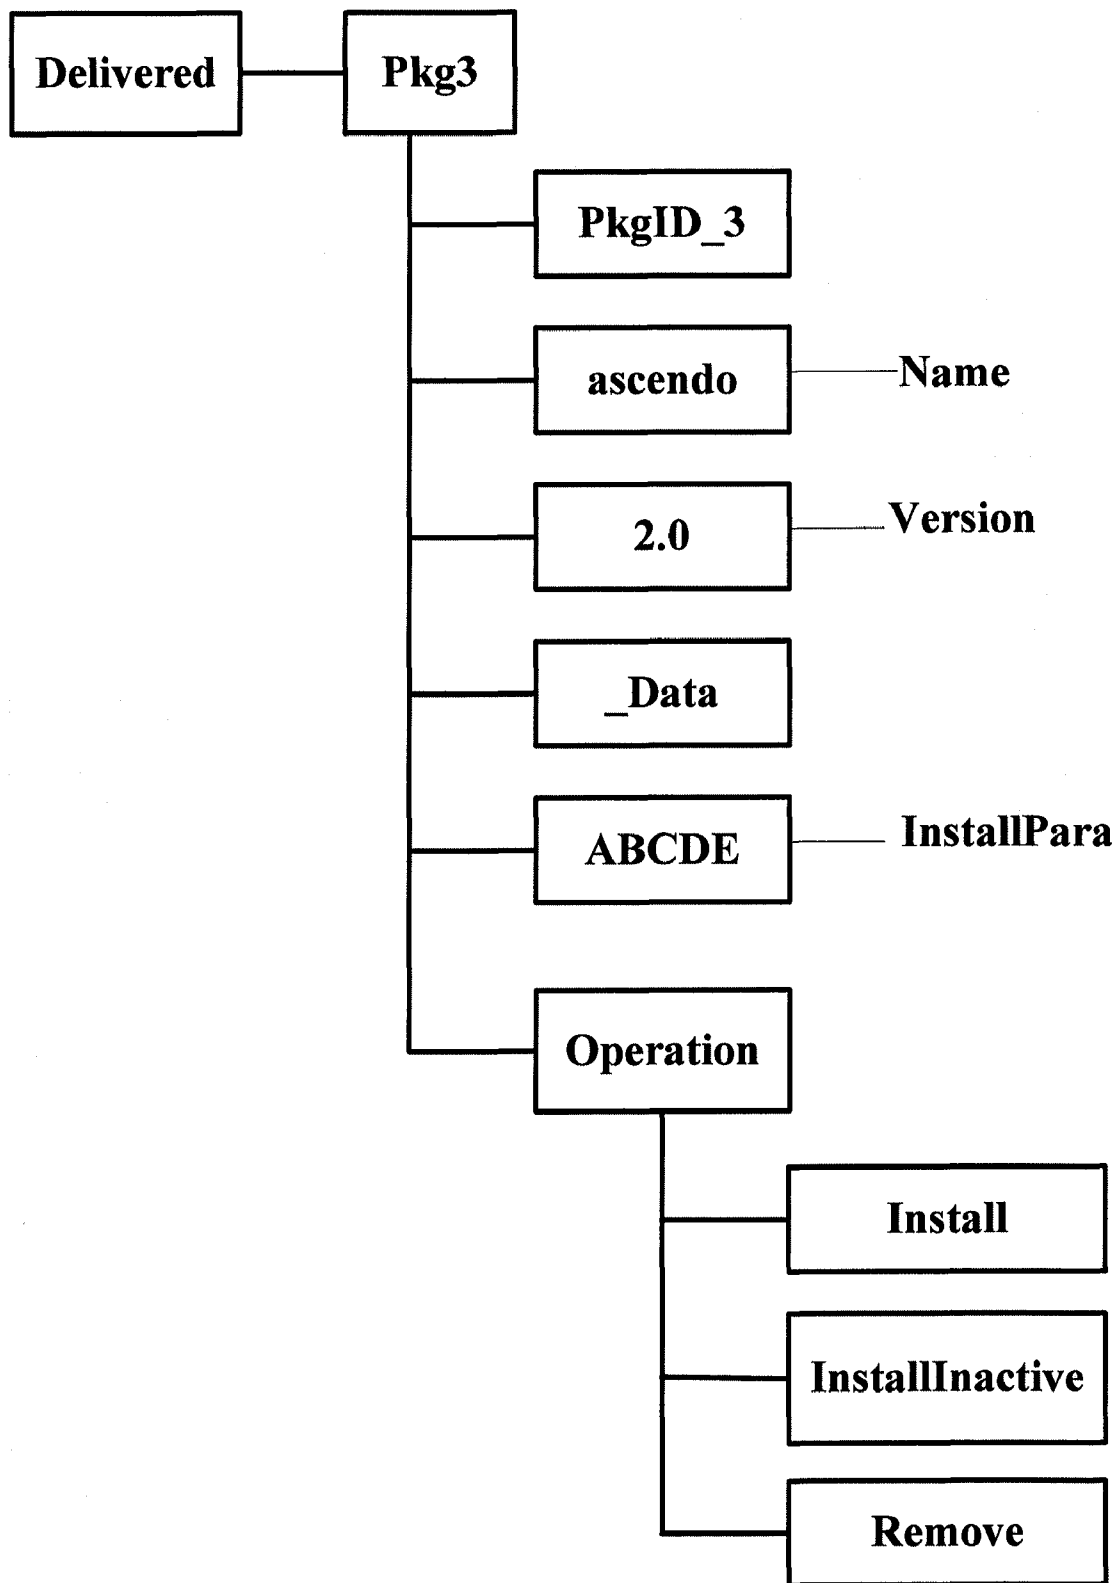 Delivered
Pkg3
PkgID_3
ascendo
Name
2.0
Version
_Data
ABCDE
InstallPara
Operation
Install
InstallInactive
Remove